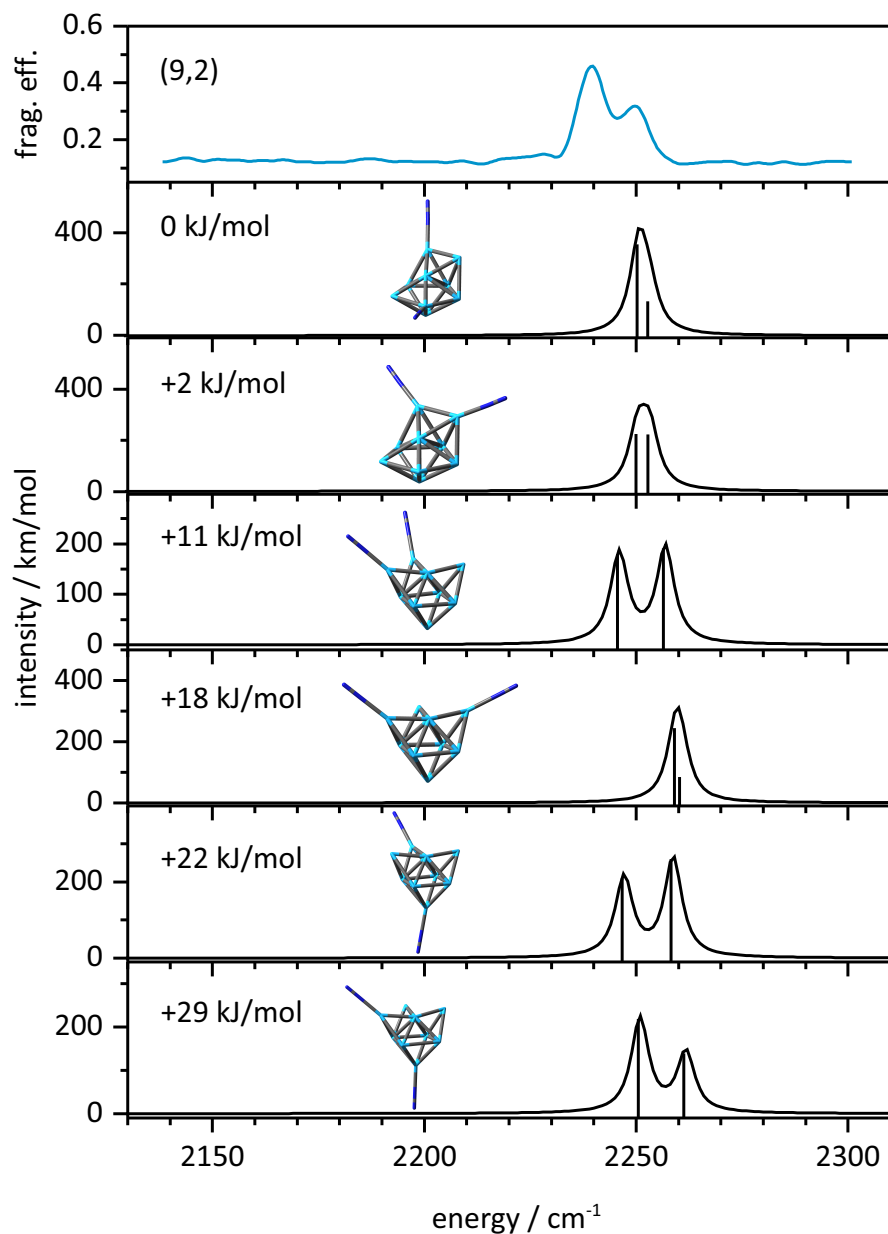 frag. eff.
0.6
0.4
0.2
(9,2)
intensity / km/mol
400
0
0 kJ/mol
400
0
+2 kJ/mol
200
100
0
+11 kJ/mol
400
200
0
+18 kJ/mol
200
0
+22 kJ/mol
200
0
+29 kJ/mol
2150 2200 2250 2300
energy / cm-1